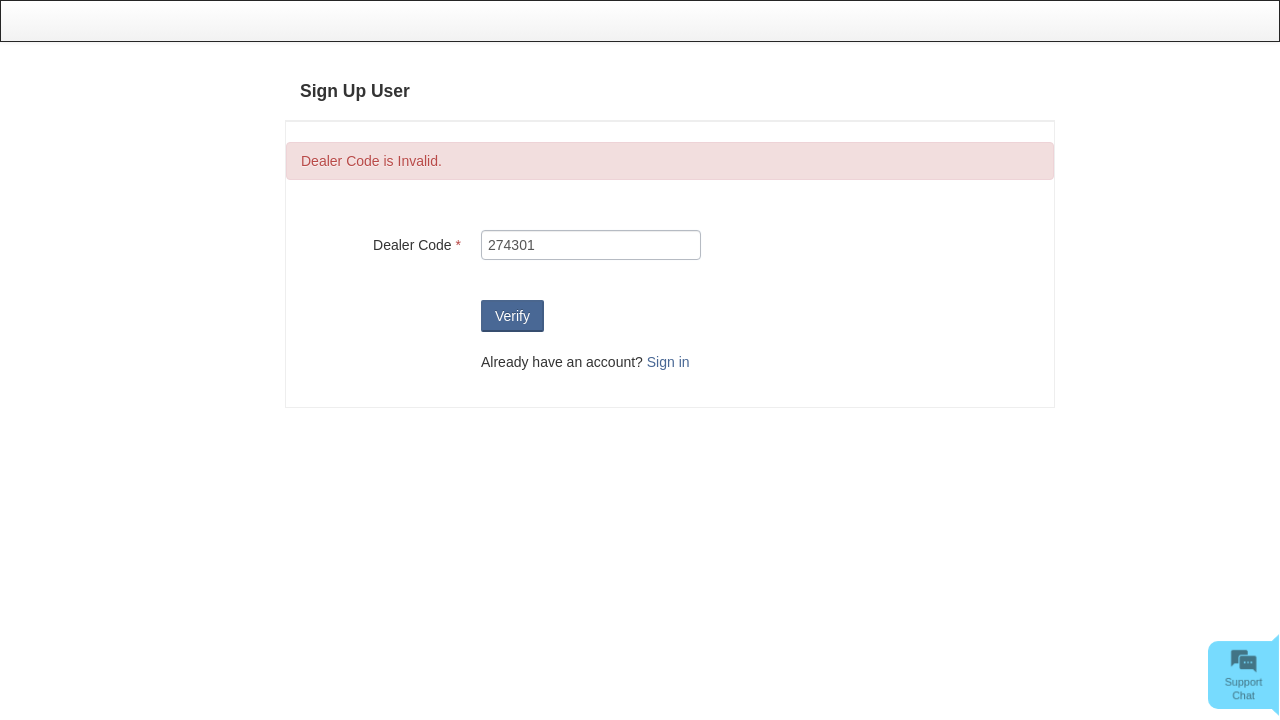 Sign Up User
Dealer Code is Invalid.
Dealer Code * 274301
Verify
Already have an account? Sign in
Support
Chat